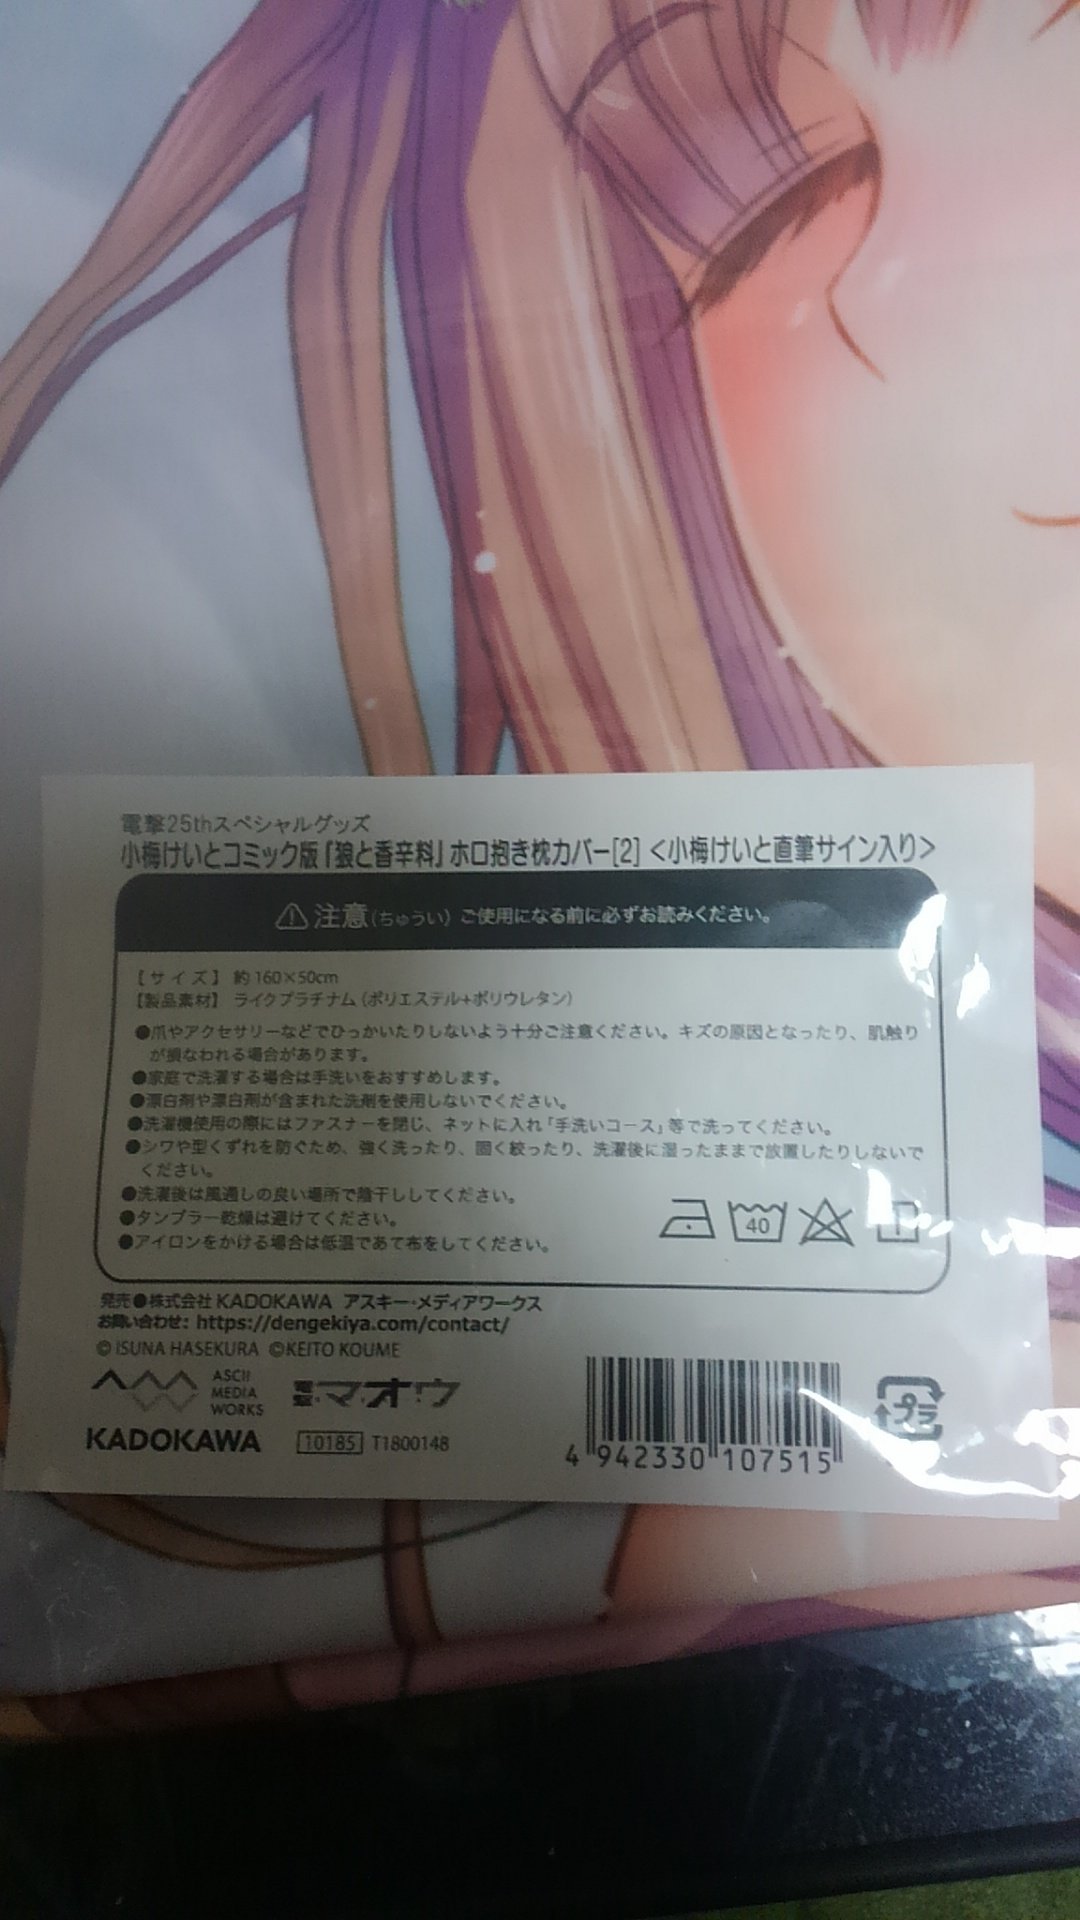 電撃25thスペシャルグッズ
小梅けいとコミック版「狼と香辛料」ホロ抱き枕カバー[2] <小梅けいと直筆サイン入り>
注意(ちゅうい) ご使用になる前に必ずお読みください。
【サイズ】 約160×50cm
【製品素材】 ライクプラチナム (ポリエステル+ポリウレタン)
●爪やアクセサリーなどでひっかいたりしないよう十分ご注意ください。キズの原因となったり、肌触り
が損なわれる場合があります。
●家庭で洗濯する場合は手洗いをおすすめします。
●漂白剤や漂白剤が含まれた洗剤を使用しないでください。
●洗濯機使用の際にはファスナーを閉じ、ネットに入れ「手洗いコース」等で洗ってください。
●シワや型くずれを防ぐため、強く洗ったり、固く絞ったり、洗濯後に湿ったままで放置したりしないで
ください。
●洗濯後は風通しの良い場所で陰干ししてください。
●タンブラー乾燥は避けてください。
●アイロンをかける場合は低温であて布をしてください。
40
発売●株式会社KADOKAWA アスキー・メディアワークス
お問い合わせ: https://dengekiya.com/contact/
©ISUNA HASEKURA ©KEITO KOUME
ASCII
MEDIA
WORKS
電撃マオウ
KADOKAWA
10185 T1800148
4 942330 107515
プラ